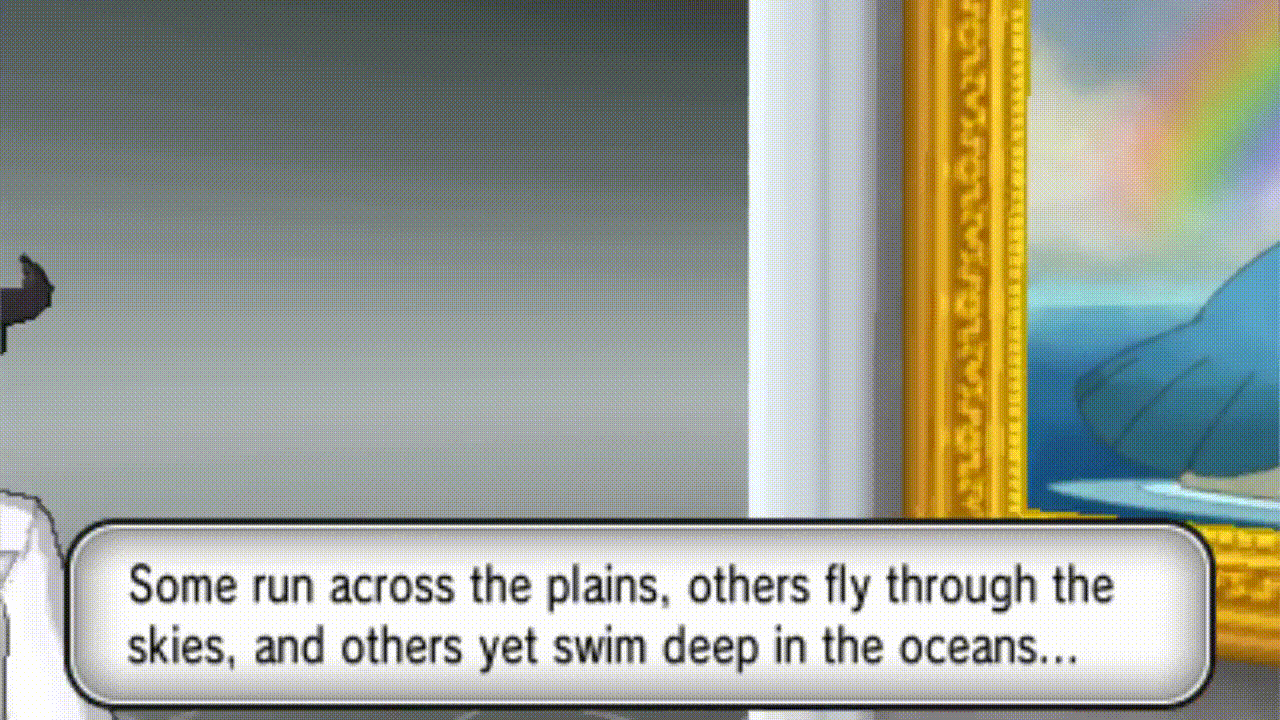 Some run across the plains, others fly through the
skies, and others yet swim deep in the oceans...